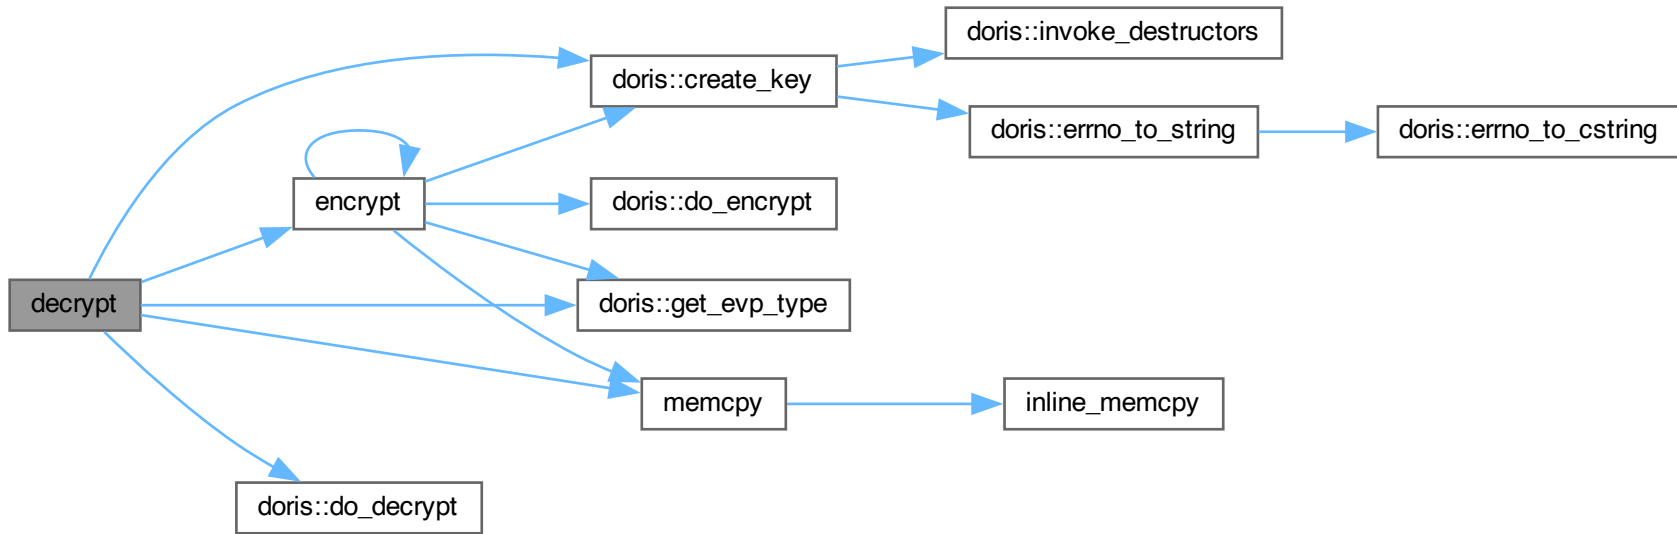 doris::invoke_destructors
doris::create_key
doris::errno_to_string
doris::errno_to_cstring
encrypt
doris::do_encrypt
decrypt
doris::get_evp_type
memcpy
inline_memcpy
doris::do_decrypt